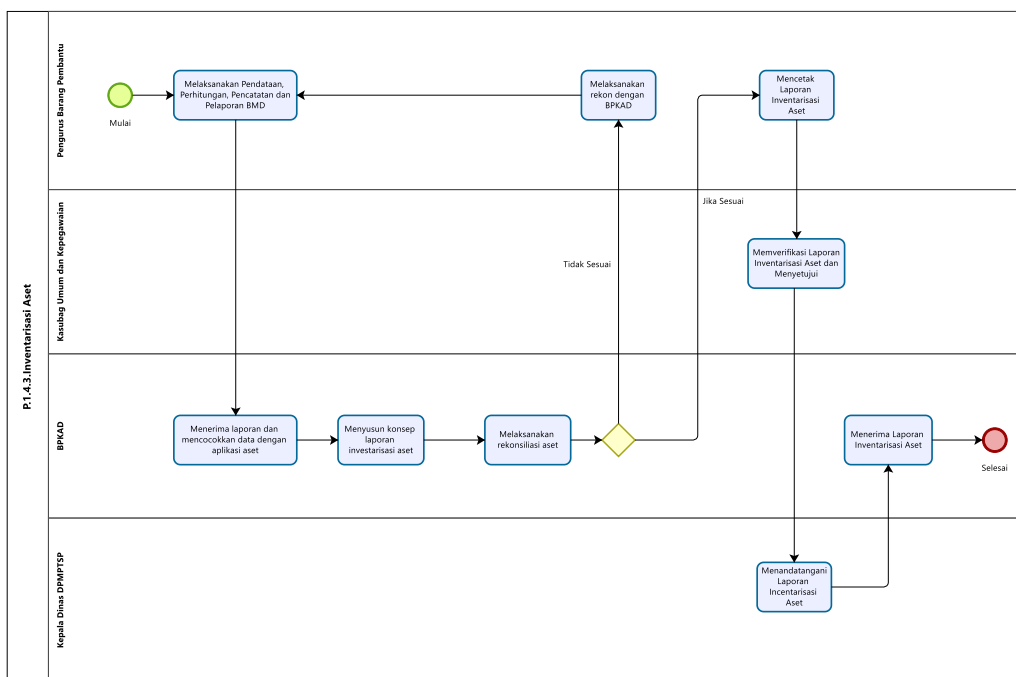 P.1.4.3.Inventarisasi Aset
Pengurus Barang Pembantu
Mulai
Melaksanakan Pendataan,
Perhitungan, Pencatatan dan
Pelaporan BMD
Melaksanakan
rekon dengan
BPKAD
Mencetak
Laporan
Inventarisasi
Aset
Kasubag Umum dan Kepegawaian
Jika Sesuai
Tidak Sesuai
Memverifikasi Laporan
Inventarisasi Aset dan
Menyetujui
BPKAD
Menerima laporan dan
mencocokkan data dengan
aplikasi aset
Menyusun konsep
laporan
investarisasi aset
Melaksanakan
rekonsiliasi aset
Menerima Laporan
Inventarisasi Aset
Selesai
Kepala Dinas DPMPTSP
Menandatangani
Laporan
Incentarisasi
Aset